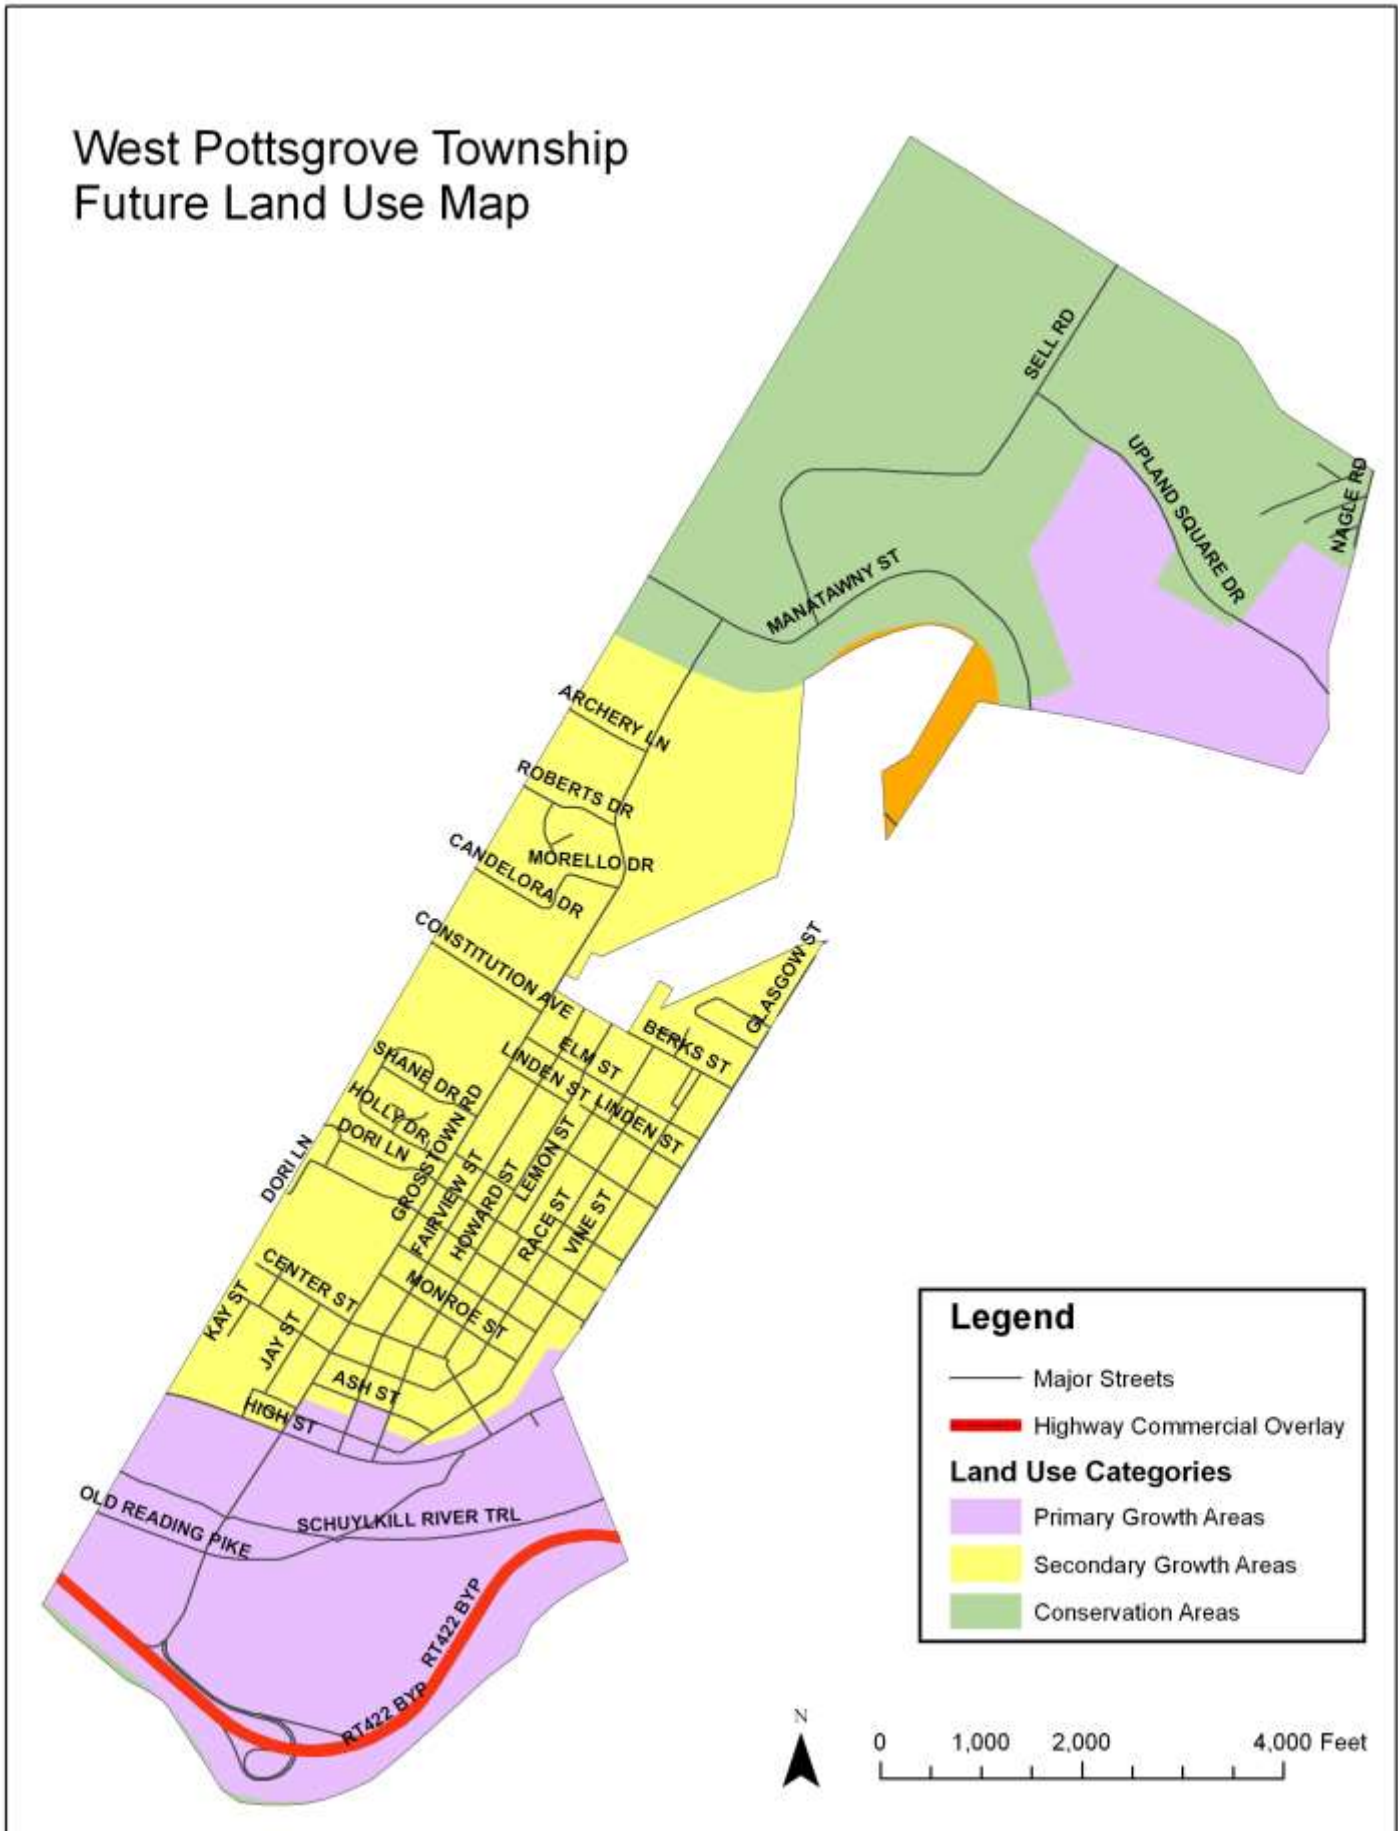 West Pottsgrove Township
Future Land Use Map
SELL RD
UPLAND SQUARE DR
NAGLE RD
MANATAWNY ST
ARCHERY LN
ROBERTS DR
MORELLO DR
CANDELORA DR
CONSTITUTION AVE
GLASGOW ST
BERKS ST
ELM ST
LINDEN ST
LINDEN ST
SHANE DR
HOLLY DR
DORI LN
DORI LN
GROSSTOWN RD
FAIRVIEW ST
HOWARD ST
LEMON ST
RACE ST
VINE ST
CENTER ST
MONROE ST
KAY ST
JAY ST
ASH ST
HIGH ST
OLD READING PIKE
SCHUYLKILL RIVER TRL
RT422 BYP
RT422 BYP
Legend
Major Streets
Highway Commercial Overlay
Land Use Categories
Primary Growth Areas
Secondary Growth Areas
Conservation Areas
N
0 1,000 2,000 4,000 Feet